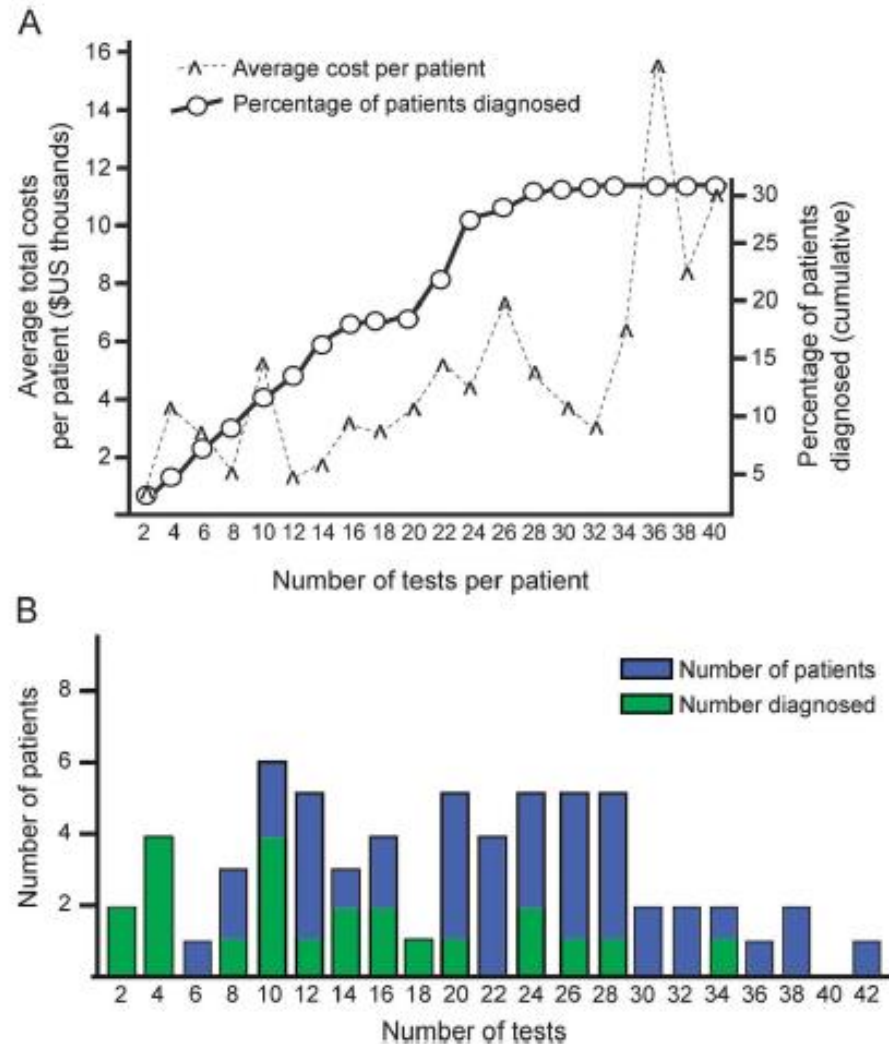 A
16
14
12
10
8
6
4
2
Average total costs
per patient ($US thousands)
Average cost per patient
Percentage of patients diagnosed
30
25
20
15
10
5
Percentage of patients
diagnosed (cumulative)
2 4 6 8 10 12 14 16 18 20 22 24 26 28 30 32 34 36 38 40
Number of tests per patient
B
8
6
4
2
Number of patients
Number of patients
Number diagnosed
2 4 6 8 10 12 14 16 18 20 22 24 26 28 30 32 34 36 38 40 42
Number of tests